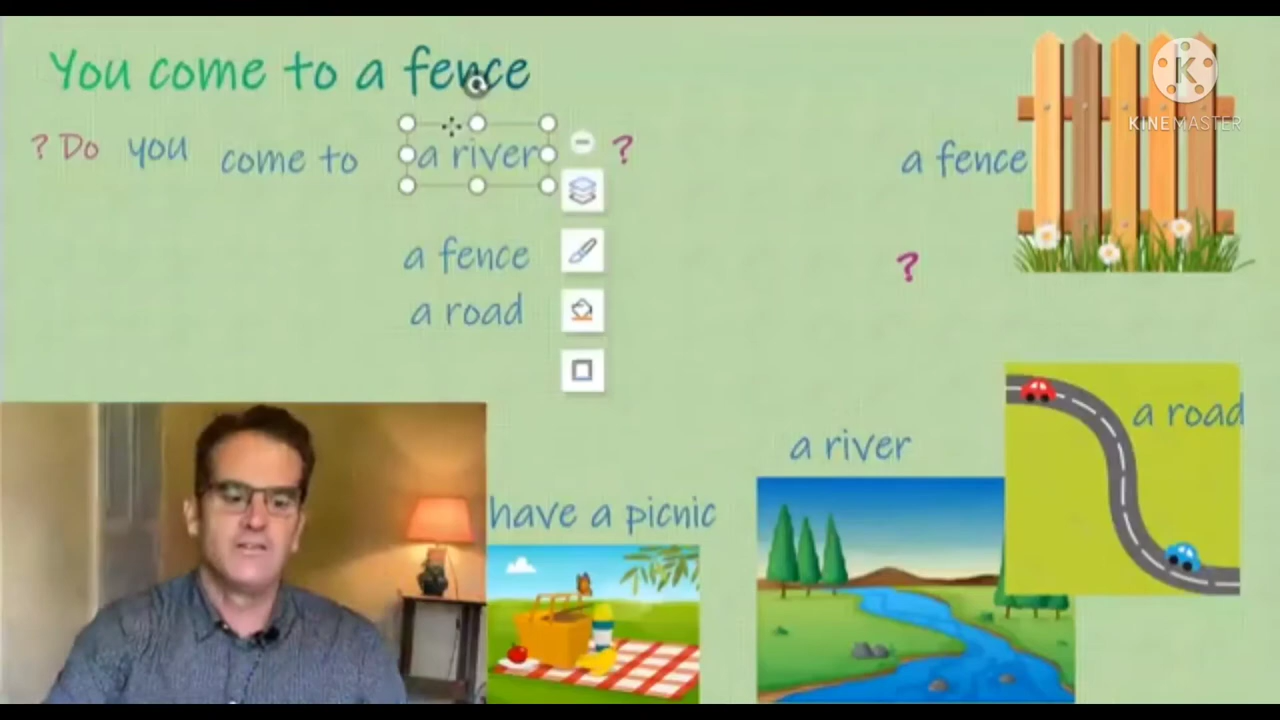 You come to a fence
? Do you come to a river ?
a fence
a road
a fence
?
a river
a road
have a picnic
K
KINEMASTER